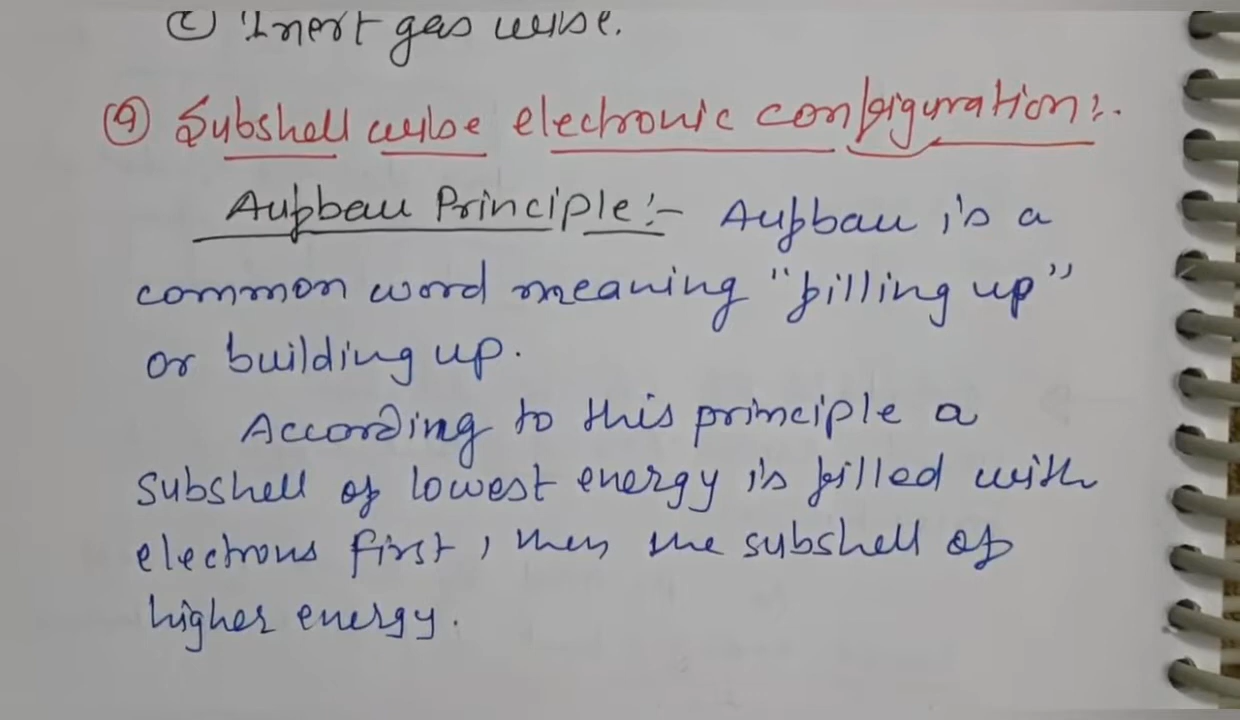 (C) Inert gas wise.
(a) Subshell wise electronic configuration:-
Aufbau Principle:- Aufbau is a
common word meaning "filling up"
or building up.
According to this principle a
subshell of lowest energy is filled with
electrons first, then the subshell of
higher energy.